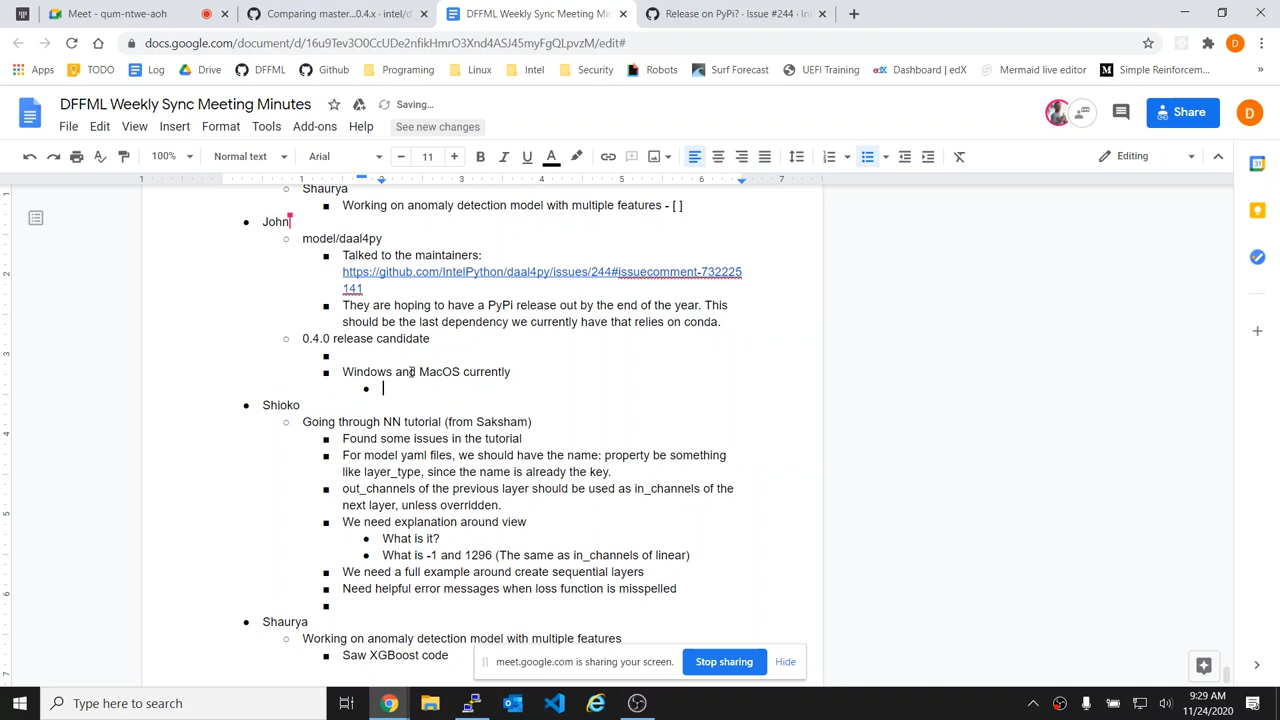 Meet - qum-ntwe-aoh
Comparing master...0.4.x · intel/d
DFFML Weekly Sync Meeting Minu
Release on PyPi? · Issue #244 · Int
docs.google.com/document/d/16u9Tev3O0CcUDe2nfikHmrO3Xnd4ASJ45myFgQLpvzM/edit#
Apps
TODO
Log
Drive
DFFML
Github
Programing
Linux
Intel
Security
Robots
Surf Forecast
UEFI Training
Dashboard | edX
Mermaid live editor
Simple Reinforcem...
DFFML Weekly Sync Meeting Minutes
Saving...
Share
D
File Edit View Insert Format Tools Add-ons Help
See new changes
100%
Normal text
Arial
11
Editing
1 1 2 3 4 5 6 7
Shaurya
Working on anomaly detection model with multiple features - [ ]
John
model/daal4py
Talked to the maintainers:
https://github.com/IntelPython/daal4py/issues/244#issuecomment-732225
141
They are hoping to have a PyPi release out by the end of the year. This
should be the last dependency we currently have that relies on conda.
0.4.0 release candidate
Windows and MacOS currently
Shioko
Going through NN tutorial (from Saksham)
Found some issues in the tutorial
For model yaml files, we should have the name: property be something
like layer_type, since the name is already the key.
out_channels of the previous layer should be used as in_channels of the
next layer, unless overridden.
We need explanation around view
What is it?
What is -1 and 1296 (The same as in_channels of linear)
We need a full example around create sequential layers
Need helpful error messages when loss function is misspelled
Shaurya
Working on anomaly detection model with multiple features
Saw XGBoost code
meet.google.com is sharing your screen.
Stop sharing
Hide
Type here to search
9:29 AM
11/24/2020